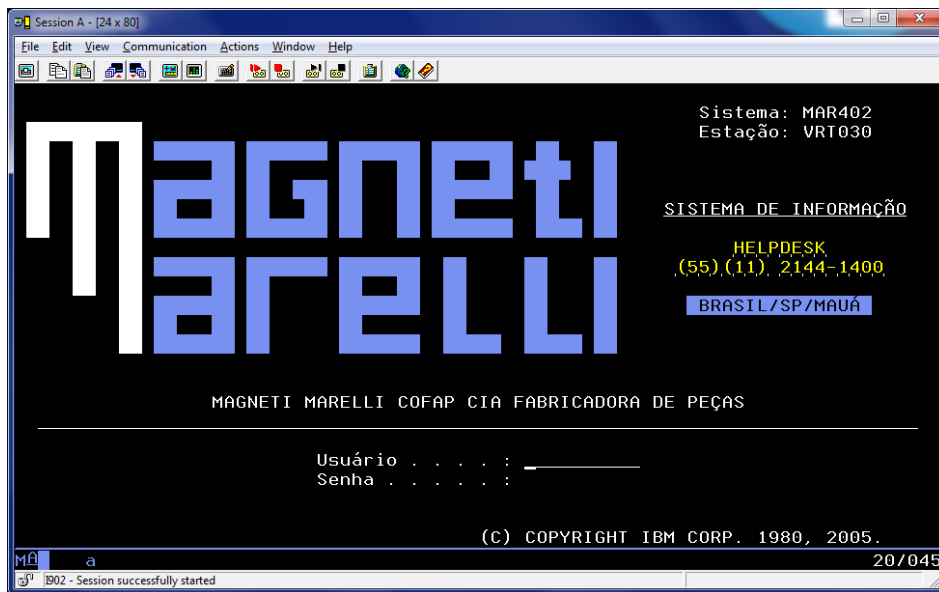 Session A - [24 x 80]
File Edit View Communication Actions Window Help
Sistema: MAR402
Estação: VRT030
magneti
marelli
SISTEMA DE INFORMAÇÃO
HELPDESK
(55)(11) 2144-1400
BRASIL/SP/MAUÁ
MAGNETI MARELLI COFAP CIA FABRICADORA DE PEÇAS
Usuário . . . . :
Senha . . . . . :
(C) COPYRIGHT IBM CORP. 1980, 2005.
MA a 20/045
I902 - Session successfully started